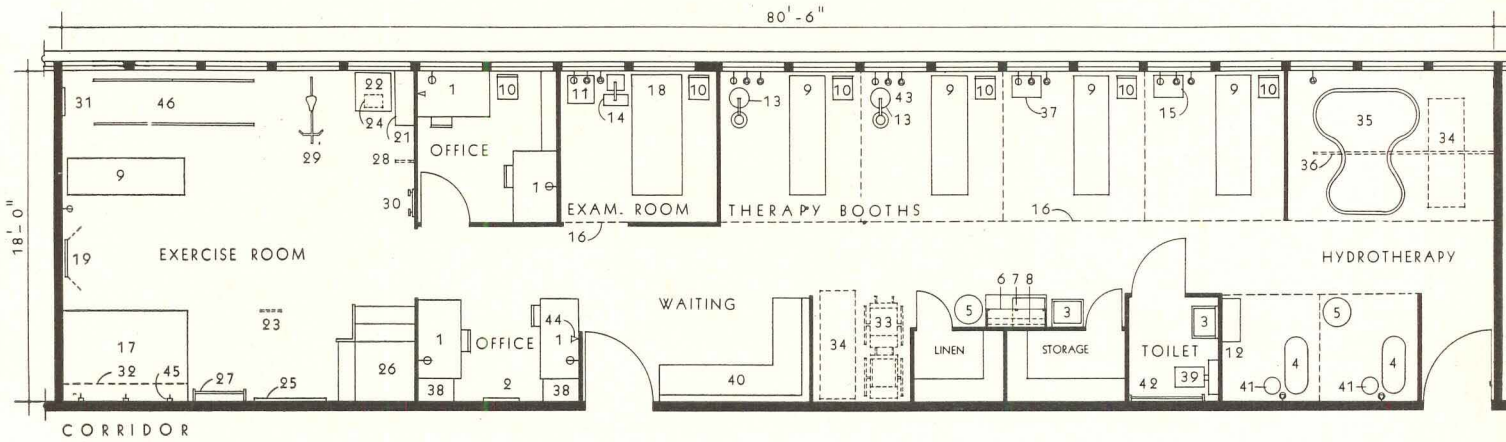 80'-6"
18'-0"
31 46 29 22 24 21 28 30
1 10 OFFICE 1
11 14 18 10 EXAM. ROOM 16
13 9 10 43 13 9 10 37 9 10 15 9 10
THERAPY BOOTHS 16
35 36 34
9
19 EXERCISE ROOM
23
17 32 45 27 25 26
1 OFFICE 44 1
38 2 38
WAITING
40
34 33
5 6 7 8 3
LINEN STORAGE
TOILET 3
42 39
HYDROTHERAPY
12 5
41 4 41 4
CORRIDOR